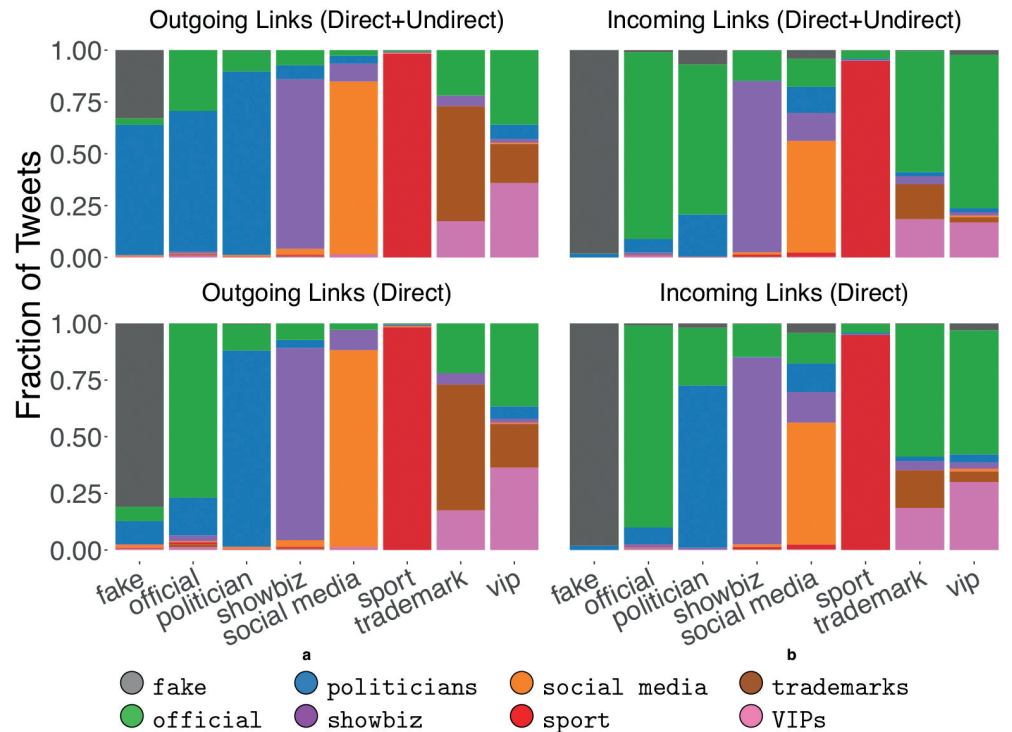 Outgoing Links (Direct+Undirect)
Incoming Links (Direct+Undirect)
1.00
0.75
0.50
0.25
0.00
Fraction of Tweets
Outgoing Links (Direct)
Incoming Links (Direct)
1.00
0.75
0.50
0.25
0.00
fake
official
politician
showbiz
social media
sport
trademark
vip
fake
official
politician
showbiz
social media
sport
trademark
vip
a
b
fake
politicians
social media
trademarks
official
showbiz
sport
VIPs